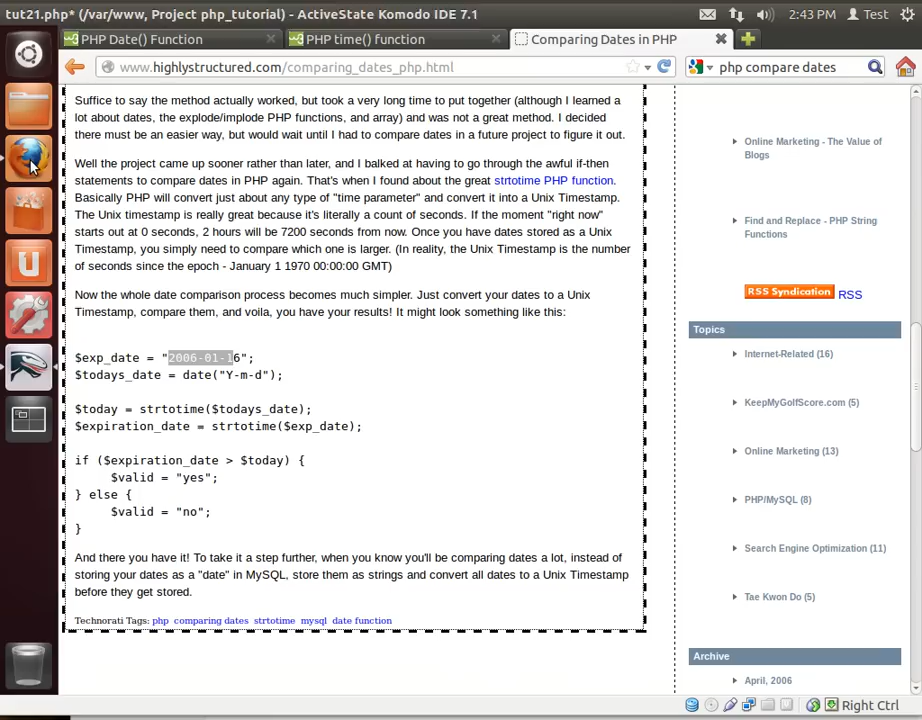 tut21.php* (/var/www, Project php_tutorial) - ActiveState Komodo IDE 7.1
2:43 PM
Test
PHP Date() Function
PHP time() function
Comparing Dates in PHP
www.highlystructured.com/comparing_dates_php.html
php compare dates
Suffice to say the method actually worked, but took a very long time to put together (although I learned a
lot about dates, the explode/implode PHP functions, and array) and was not a great method. I decided
there must be an easier way, but would wait until I had to compare dates in a future project to figure it out.
Well the project came up sooner rather than later, and I balked at having to go through the awful if-then
statements to compare dates in PHP again. That's when I found about the great strtotime PHP function.
Basically PHP will convert just about any type of "time parameter" and convert it into a Unix Timestamp.
The Unix timestamp is really great because it's literally a count of seconds. If the moment "right now"
starts out at 0 seconds, 2 hours will be 7200 seconds from now. Once you have dates stored as a Unix
Timestamp, you simply need to compare which one is larger. (In reality, the Unix Timestamp is the number
of seconds since the epoch - January 1 1970 00:00:00 GMT)
Now the whole date comparison process becomes much simpler. Just convert your dates to a Unix
Timestamp, compare them, and voila, you have your results! It might look something like this:
$exp_date = "2006-01-16";
$todays_date = date("Y-m-d");
$today = strtotime($todays_date);
$expiration_date = strtotime($exp_date);
if ($expiration_date > $today) {
$valid = "yes";
} else {
$valid = "no";
}
And there you have it! To take it a step further, when you know you'll be comparing dates a lot, instead of
storing your dates as a "date" in MySQL, store them as strings and convert all dates to a Unix Timestamp
before they get stored.
Technorati Tags: php comparing dates strtotime mysql date function
Online Marketing - The Value of
Blogs
Find and Replace - PHP String
Functions
RSS Syndication RSS
Topics
Internet-Related (16)
KeepMyGolfScore.com (5)
Online Marketing (13)
PHP/MySQL (8)
Search Engine Optimization (11)
Tae Kwon Do (5)
Archive
April, 2006
Right Ctrl